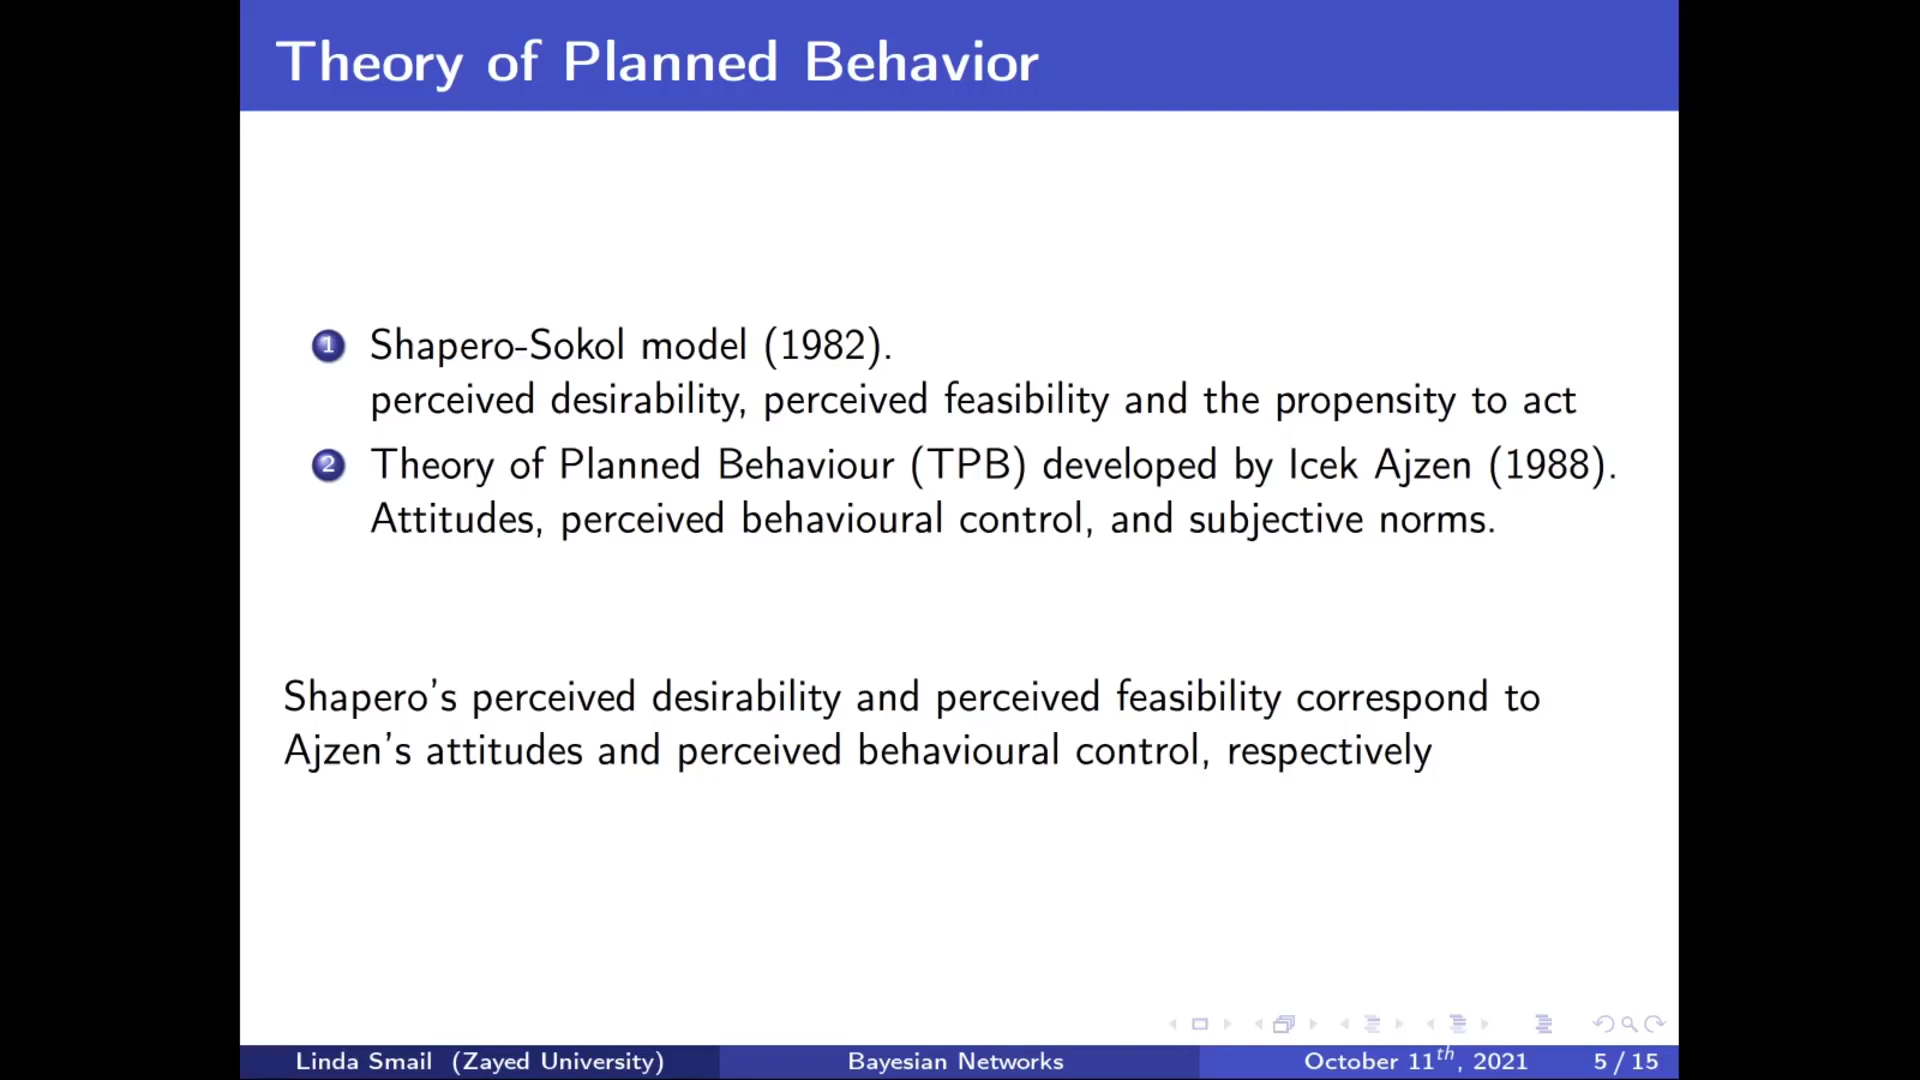 Theory of Planned Behavior
1 Shapero-Sokol model (1982).
perceived desirability, perceived feasibility and the propensity to act
2 Theory of Planned Behaviour (TPB) developed by Icek Ajzen (1988).
Attitudes, perceived behavioural control, and subjective norms.
Shapero's perceived desirability and perceived feasibility correspond to
Ajzen's attitudes and perceived behavioural control, respectively
Linda Smail (Zayed University) Bayesian Networks October 11th, 2021 5 / 15